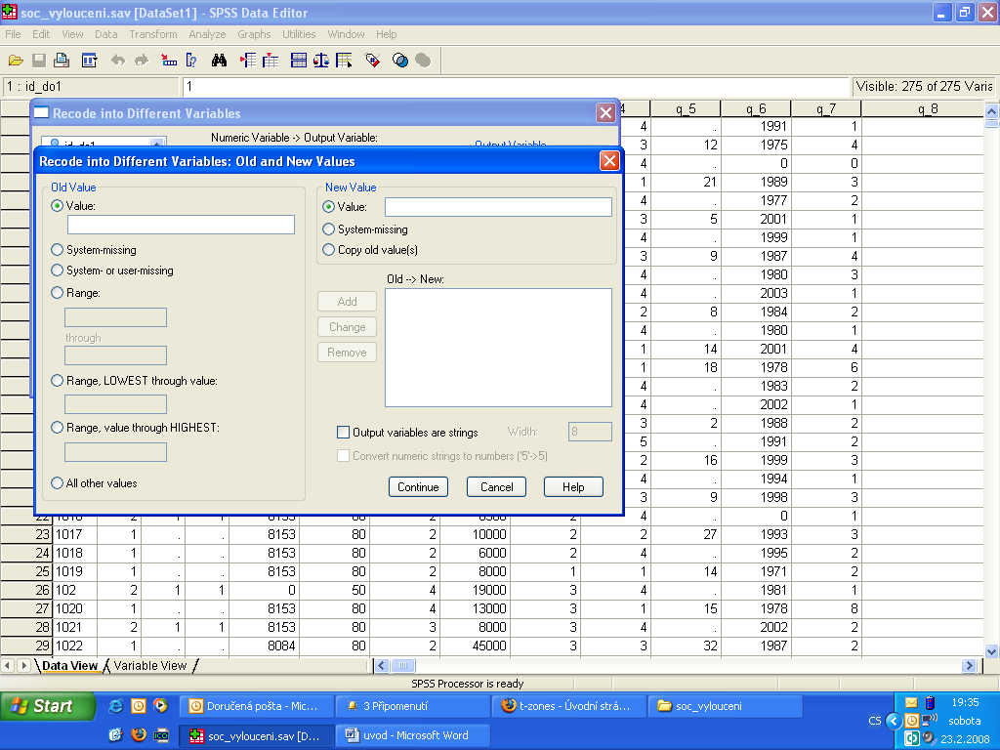 soc_vylouceni.sav [DataSet1] - SPSS Data Editor
File Edit View Data Transform Analyze Graphs Utilities Window Help
1 : id_do1 1 Visible: 275 of 275 Varia
4 q_5 q_6 q_7 q_8
Recode into Different Variables
Numeric Variable -> Output Variable:
Recode into Different Variables: Old and New Values
Old Value
Value:
System-missing
System- or user-missing
Range:
through
Range, LOWEST through value:
Range, value through HIGHEST:
All other values
New Value
Value:
System-missing
Copy old value(s)
Old --> New:
Add
Change
Remove
Output variables are strings Width: 8
Convert numeric strings to numbers ('5'->5)
Continue Cancel Help
4 . 1991 1
3 12 1975 4
4 . 0 0
1 21 1989 3
4 . 1977 2
3 5 2001 1
4 . 1999 1
3 9 1987 4
4 . 1980 3
4 . 2003 1
2 8 1984 2
4 . 1980 1
1 14 2001 4
1 18 1978 6
4 . 1983 2
4 . 2002 1
3 2 1988 2
5 . 1991 2
2 16 1999 3
4 . 1994 1
3 9 1998 3
4 . 0 1
23 1017 1 . . 8153 80 2 10000 2 2 27 1993 3
24 1018 1 . . 8153 80 2 6000 2 4 . 1995 2
25 1019 1 . . 8153 80 2 8000 1 1 14 1971 2
26 102 2 1 1 0 50 4 19000 3 4 . 1981 1
27 1020 1 . . 8153 80 4 13000 3 1 15 1978 8
28 1021 2 1 1 8153 80 3 8000 3 4 . 2002 2
29 1022 1 . . 8084 80 2 45000 3 3 32 1987 2
Data View Variable View
SPSS Processor is ready
Start Doručená pošta - Mic... 3 Připomenutí t-zones - Úvodní strá... soc_vylouceni 19:35
soc_vylouceni.sav [D... uvod - Microsoft Word CS sobota
23.2.2008